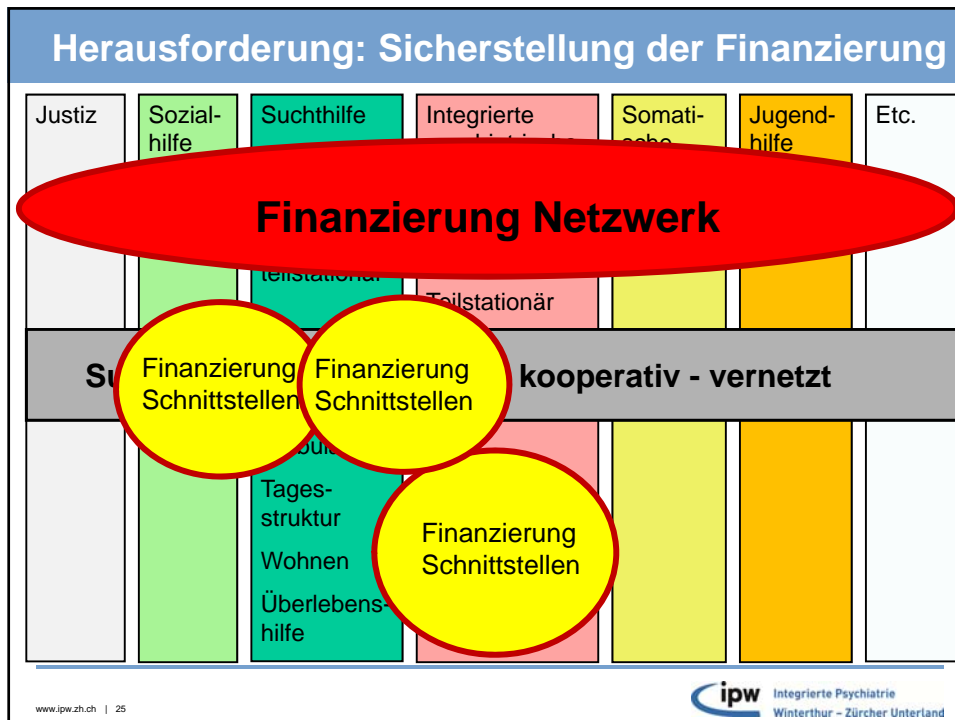 Herausforderung: Sicherstellung der Finanzierung
Justiz
Sozial-
hilfe
Suchthilfe
Integrierte
Somati-
Jugend-
hilfe
Etc.
Finanzierung Netzwerk
teilstationär
Teilstationär
Finanzierung
Schnittstellen
Finanzierung
Schnittstellen
kooperativ - vernetzt
Tages-
struktur
Wohnen
Überlebens-
hilfe
Finanzierung
Schnittstellen
www.ipw.zh.ch | 25
ipw
Integrierte Psychiatrie
Winterthur – Zürcher Unterland